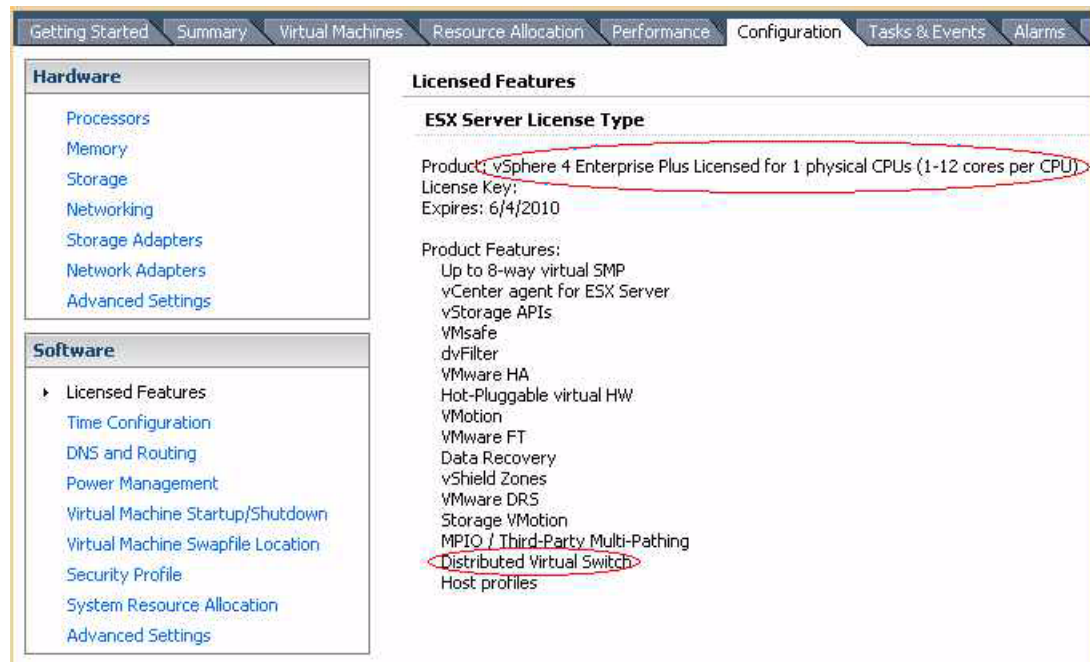 Getting Started Summary Virtual Machines Resource Allocation Performance Configuration Tasks & Events Alarms
Hardware
Processors
Memory
Storage
Networking
Storage Adapters
Network Adapters
Advanced Settings
Software
Licensed Features
Time Configuration
DNS and Routing
Power Management
Virtual Machine Startup/Shutdown
Virtual Machine Swapfile Location
Security Profile
System Resource Allocation
Advanced Settings
Licensed Features
ESX Server License Type
Product: vSphere 4 Enterprise Plus Licensed for 1 physical CPUs (1-12 cores per CPU)
License Key:
Expires: 6/4/2010
Product Features:
Up to 8-way virtual SMP
vCenter agent for ESX Server
vStorage APIs
VMsafe
dvFilter
VMware HA
Hot-Pluggable virtual HW
VMotion
VMware FT
Data Recovery
vShield Zones
VMware DRS
Storage VMotion
MPIO / Third-Party Multi-Pathing
Distributed Virtual Switch
Host profiles